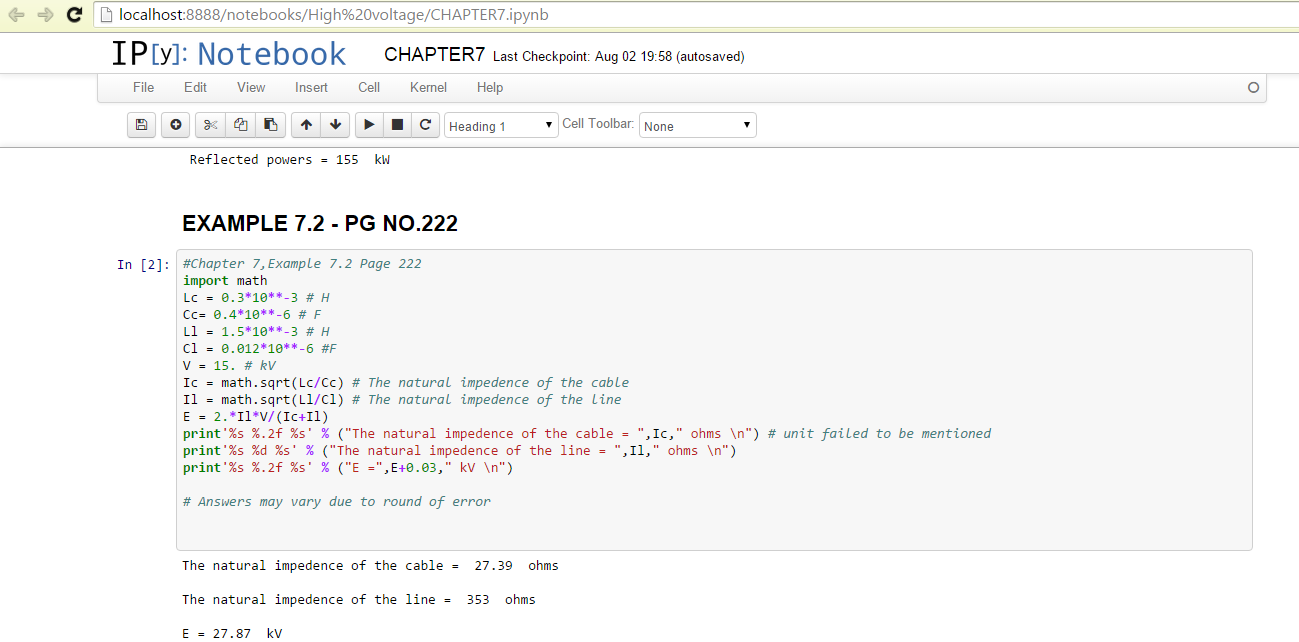 localhost:8888/notebooks/High%20voltage/CHAPTER7.ipynb
IP[y]: Notebook CHAPTER7 Last Checkpoint: Aug 02 19:58 (autosaved)
File Edit View Insert Cell Kernel Help
Heading 1 Cell Toolbar: None
Reflected powers = 155  kW
EXAMPLE 7.2 - PG NO.222
In [2]: #Chapter 7,Example 7.2 Page 222
import math
Lc = 0.3*10**-3 # H
Cc= 0.4*10**-6 # F
Ll = 1.5*10**-3 # H
Cl = 0.012*10**-6 #F
V = 15. # kV
Ic = math.sqrt(Lc/Cc) # The natural impedence of the cable
Il = math.sqrt(Ll/Cl) # The natural impedence of the line
E = 2.*Il*V/(Ic+Il)
print'%s %.2f %s' % ("The natural impedence of the cable = ",Ic," ohms \n") # unit failed to be mentioned
print'%s %d %s' % ("The natural impedence of the line = ",Il," ohms \n")
print'%s %.2f %s' % ("E =",E+0.03," kV \n")
# Answers may vary due to round of error
The natural impedence of the cable =  27.39  ohms
The natural impedence of the line =  353  ohms
E = 27.87  kV